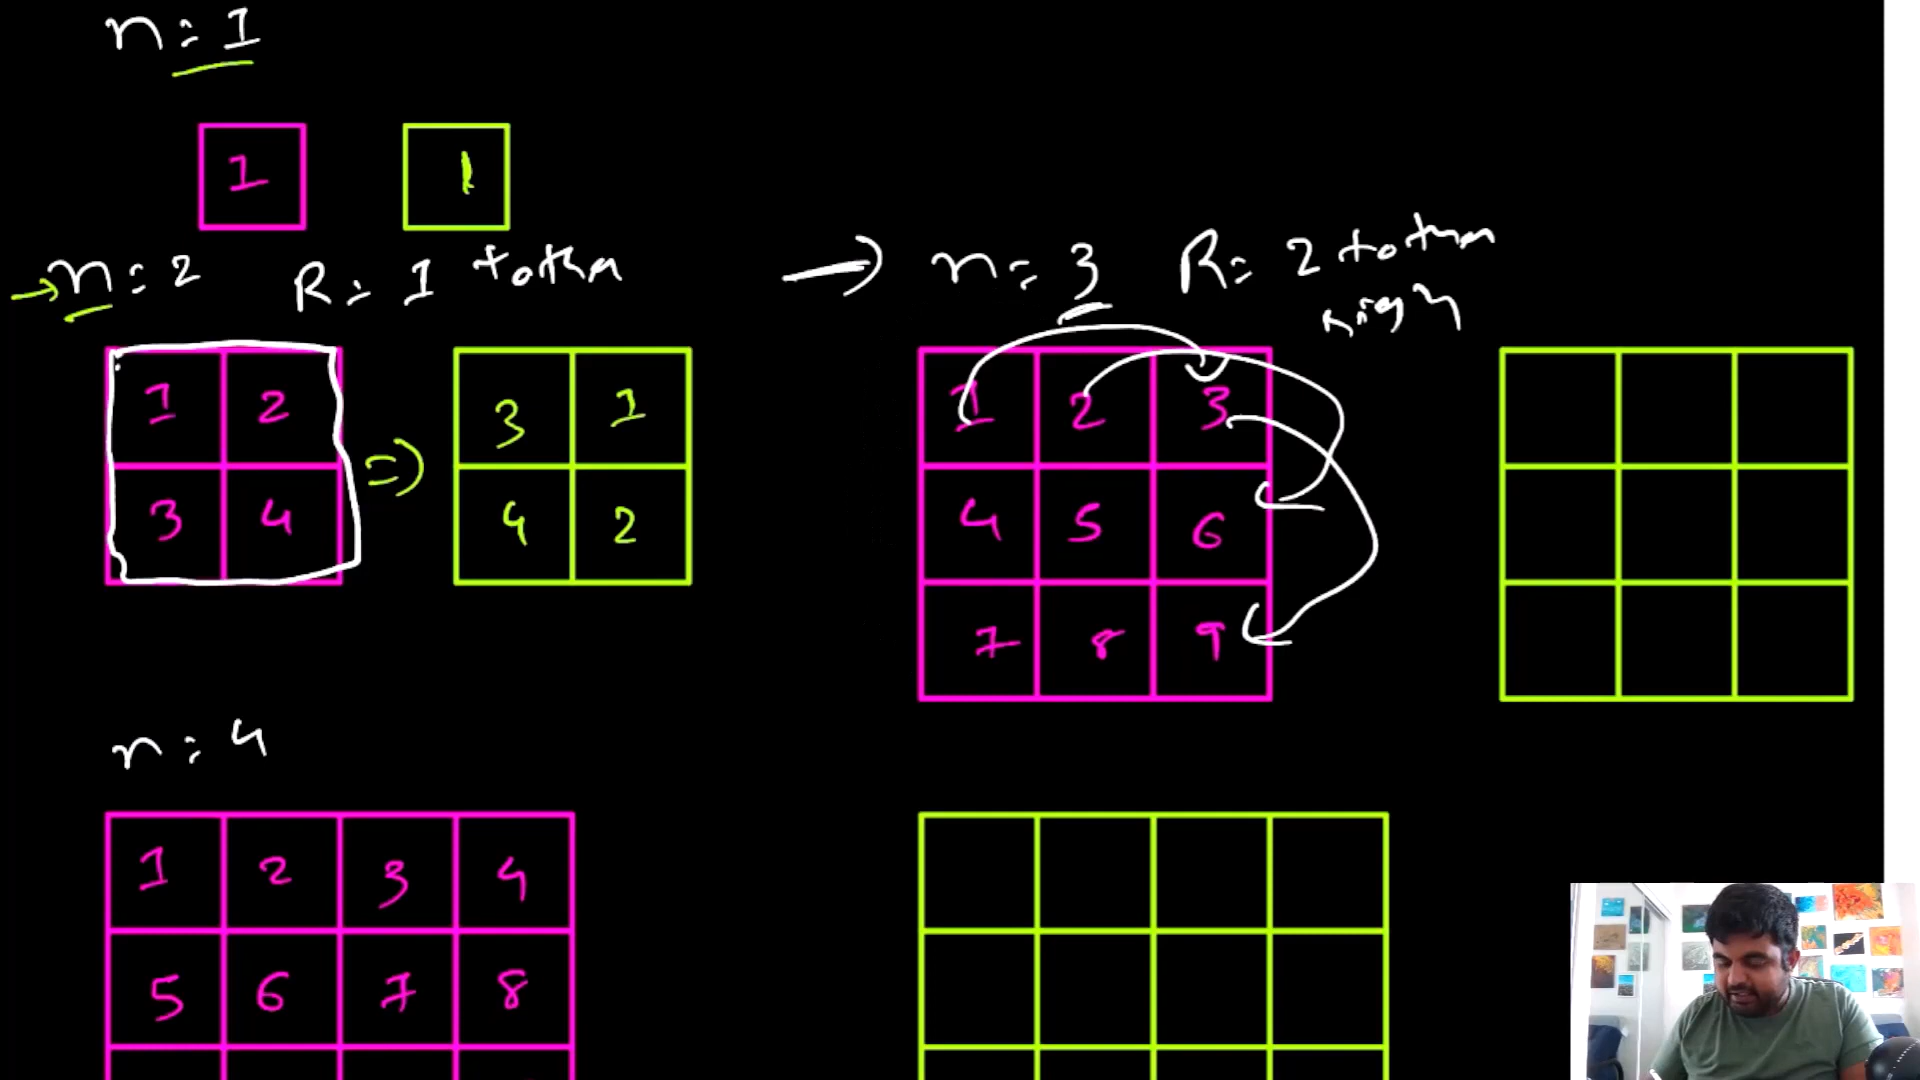 n = 1
1 1
n = 2 R = 1 to the
n = 3 R = 2 to the
1 2
3 4
=>
3 1
4 2
1 2 3
4 5 6
7 8 9
n = 4
1 2 3 4
5 6 7 8